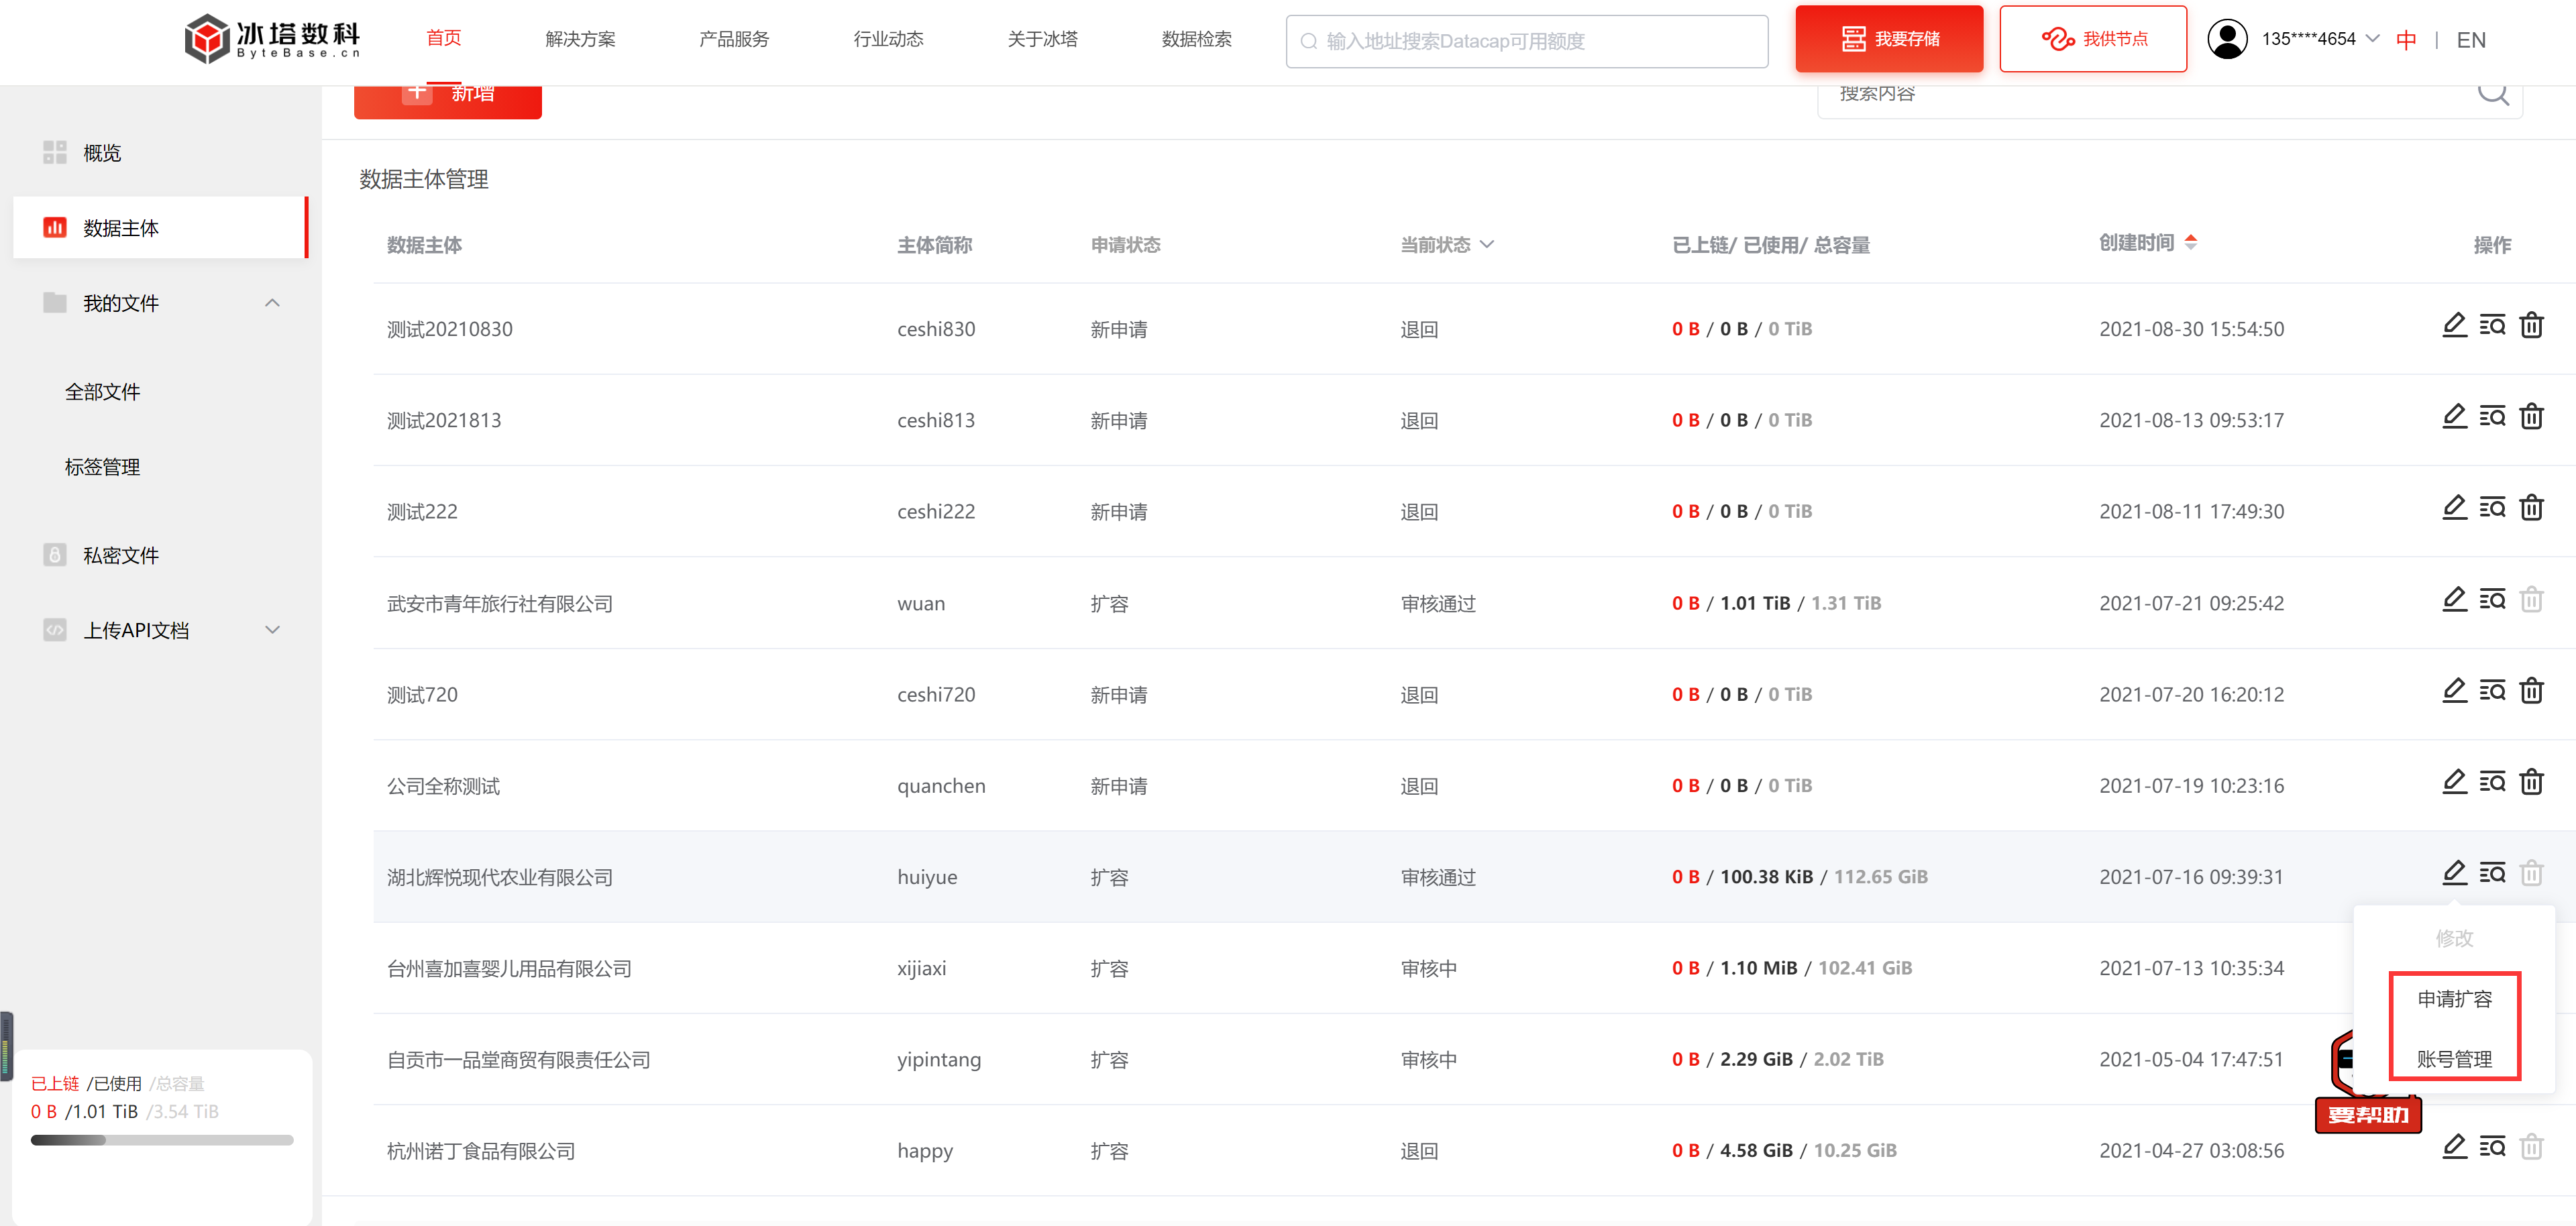 冰塔数科
ByteBase.cn
首页
解决方案
产品服务
行业动态
关于冰塔
数据检索
输入地址搜索Datacap可用额度
我要存储
我供节点
135****4654
中 | EN
新增
搜索内容
概览
数据主体
我的文件
全部文件
标签管理
私密文件
上传API文档
已上链 /已使用 /总容量
0 B /1.01 TiB /3.54 TiB
数据主体管理
数据主体 主体简称 申请状态 当前状态 已上链/ 已使用/ 总容量 创建时间 操作
测试20210830 ceshi830 新申请 退回 0 B / 0 B / 0 TiB 2021-08-30 15:54:50
测试2021813 ceshi813 新申请 退回 0 B / 0 B / 0 TiB 2021-08-13 09:53:17
测试222 ceshi222 新申请 退回 0 B / 0 B / 0 TiB 2021-08-11 17:49:30
武安市青年旅行社有限公司 wuan 扩容 审核通过 0 B / 1.01 TiB / 1.31 TiB 2021-07-21 09:25:42
测试720 ceshi720 新申请 退回 0 B / 0 B / 0 TiB 2021-07-20 16:20:12
公司全称测试 quanchen 新申请 退回 0 B / 0 B / 0 TiB 2021-07-19 10:23:16
湖北辉悦现代农业有限公司 huiyue 扩容 审核通过 0 B / 100.38 KiB / 112.65 GiB 2021-07-16 09:39:31
台州喜加喜婴儿用品有限公司 xijiaxi 扩容 审核中 0 B / 1.10 MiB / 102.41 GiB 2021-07-13 10:35:34
自贡市一品堂商贸有限责任公司 yipintang 扩容 审核中 0 B / 2.29 GiB / 2.02 TiB 2021-05-04 17:47:51
杭州诺丁食品有限公司 happy 扩容 退回 0 B / 4.58 GiB / 10.25 GiB 2021-04-27 03:08:56
修改
申请扩容
账号管理
要帮助